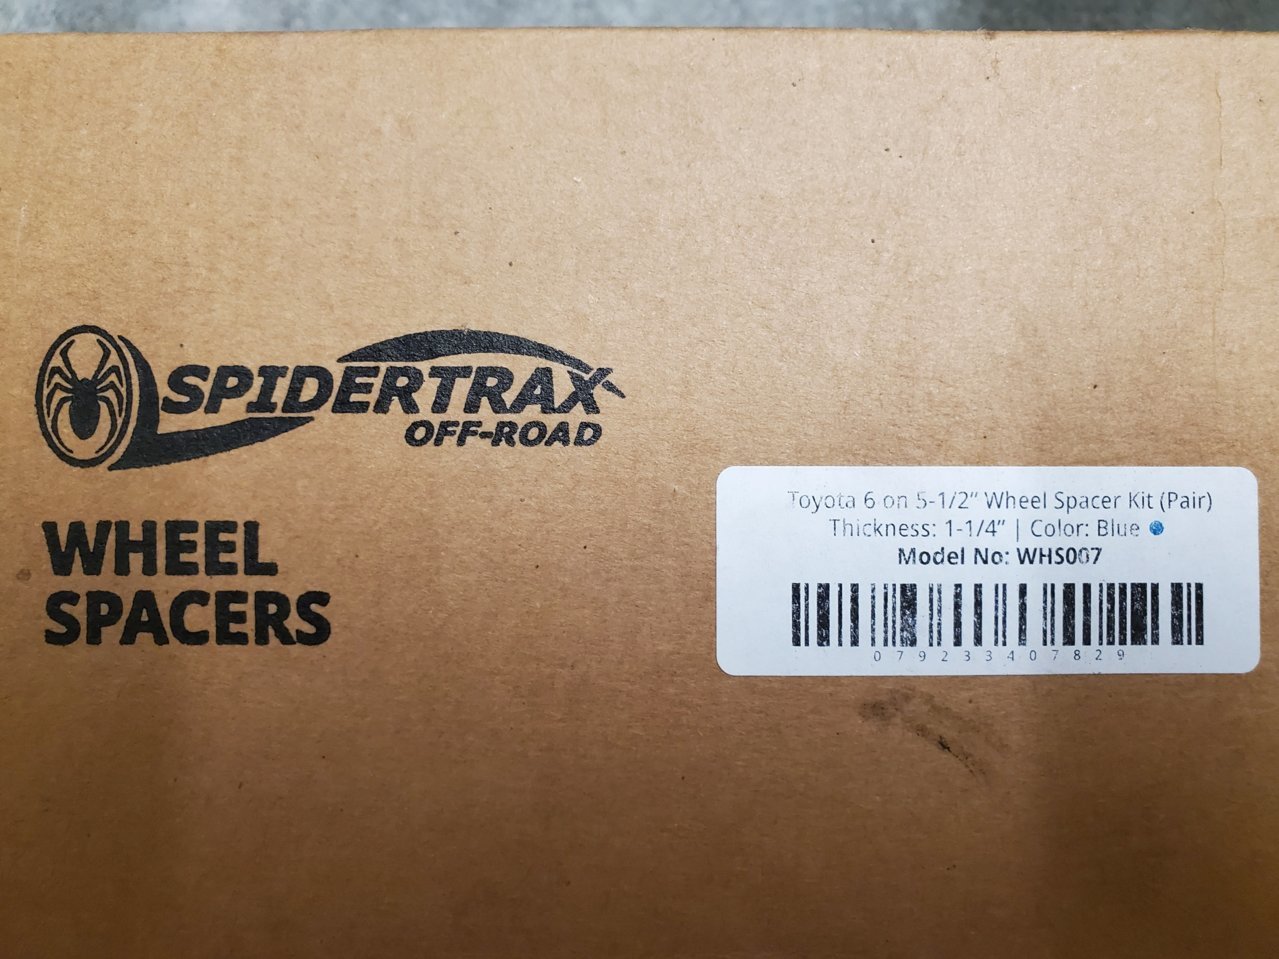 SPIDERTRAX
OFF-ROAD
WHEEL
SPACERS
Toyota 6 on 5-1/2" Wheel Spacer Kit (Pair)
Thickness: 1-1/4" | Color: Blue
Model No: WHS007
079233407829